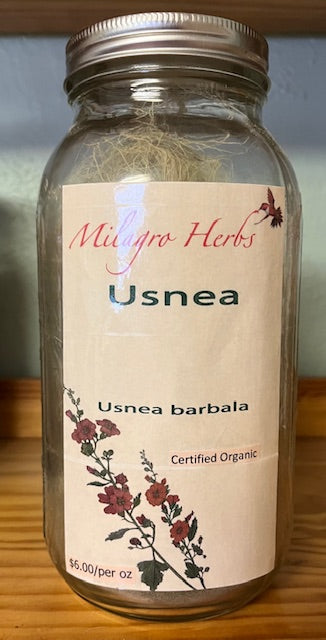 Milagro Herbs
Usnea
Usnea barbala
Certified Organic
$6.00/per oz